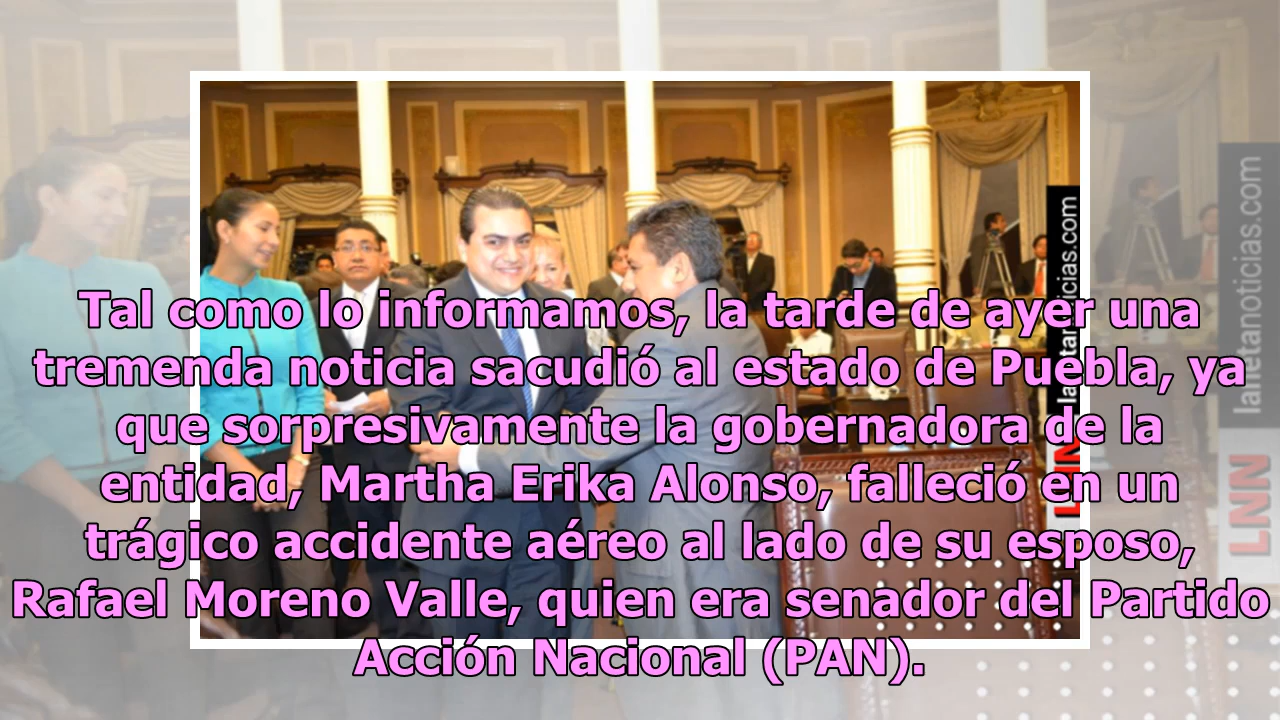 Tal como lo informamos, la tarde de ayer una
tremenda noticia sacudió al estado de Puebla, ya
que sorpresivamente la gobernadora de la
entidad, Martha Erika Alonso, falleció en un
trágico accidente aéreo al lado de su esposo,
Rafael Moreno Valle, quien era senador del Partido
Acción Nacional (PAN).
LNN lanetanoticias.com
LNN lanetanoticias.com